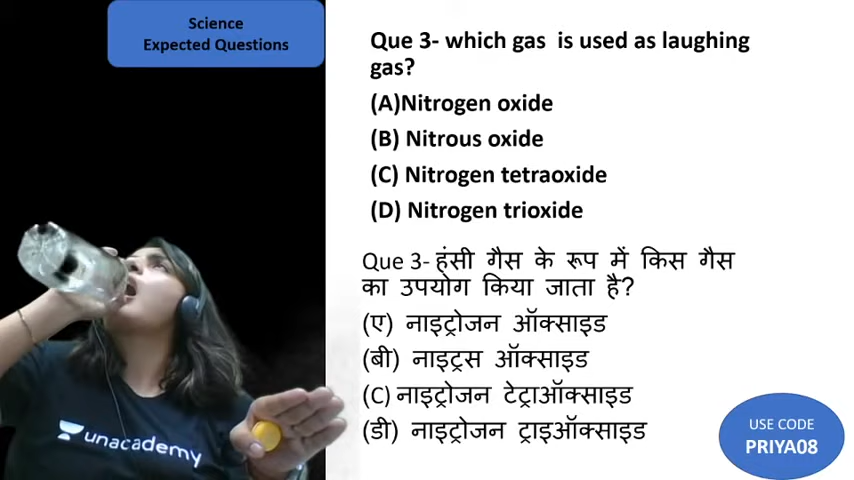 Science
Expected Questions
Que 3- which gas is used as laughing
gas?
(A)Nitrogen oxide
(B) Nitrous oxide
(C) Nitrogen tetraoxide
(D) Nitrogen trioxide
Que 3- हंसी गैस के रूप में किस गैस
का उपयोग किया जाता है?
(ए) नाइट्रोजन ऑक्साइड
(बी) नाइट्रस ऑक्साइड
(C) नाइट्रोजन टेट्राऑक्साइड
(डी) नाइट्रोजन ट्राइऑक्साइड
unacademy
USE CODE
PRIYA08